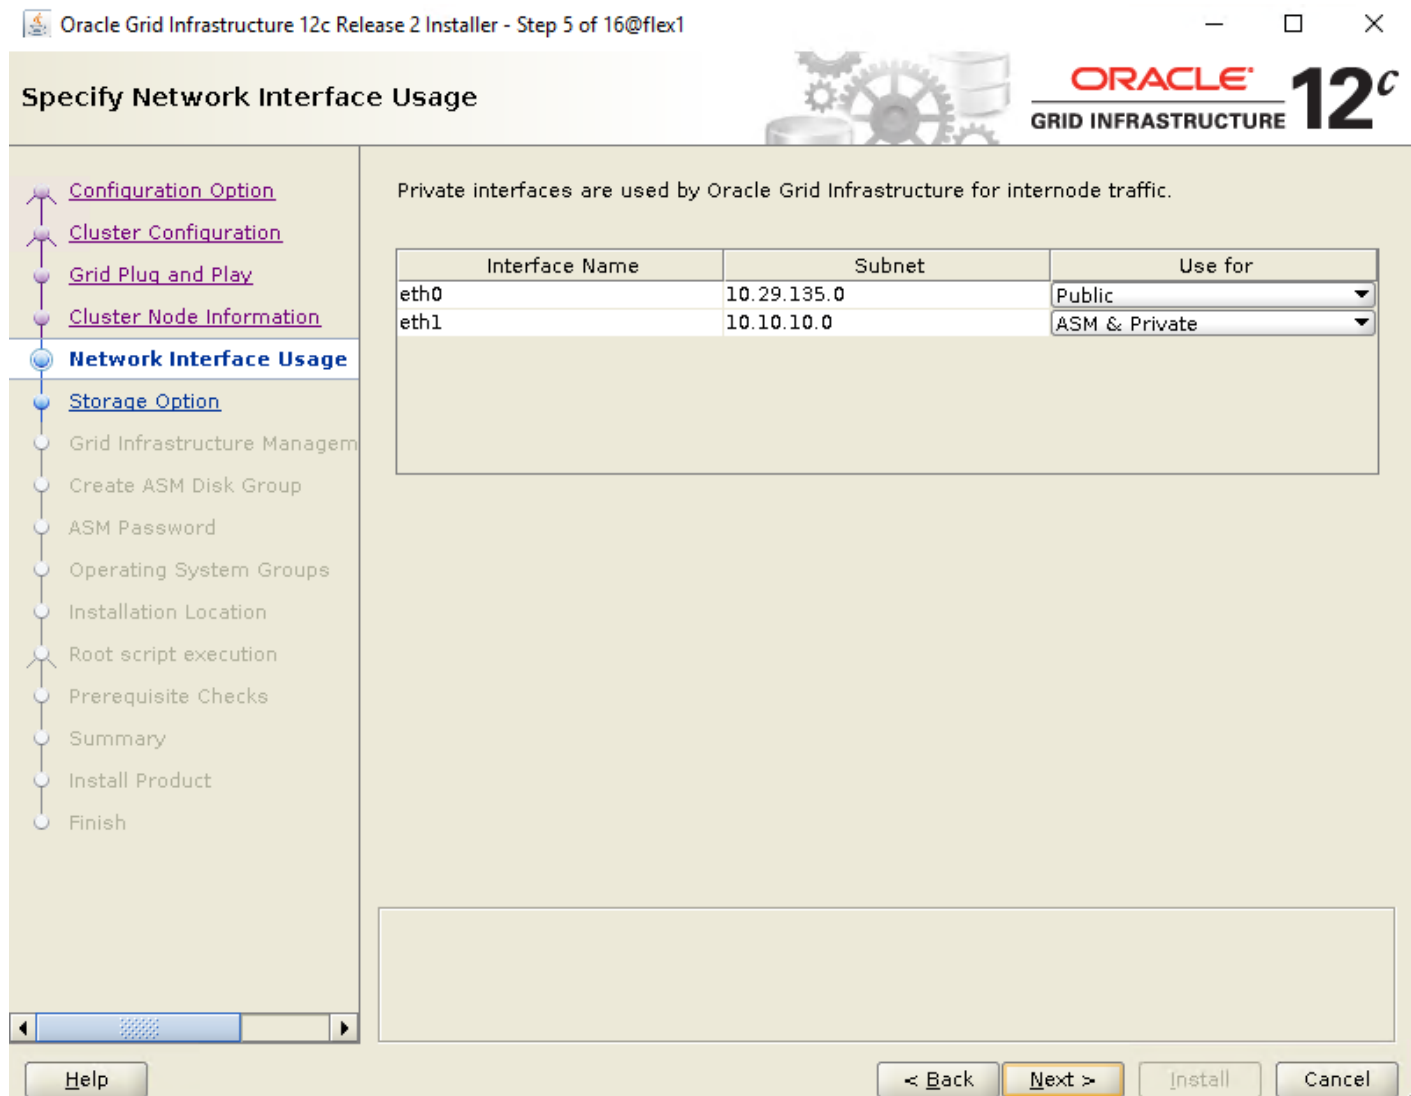 Oracle Grid Infrastructure 12c Release 2 Installer - Step 5 of 16@flex1
Specify Network Interface Usage
ORACLE 12c
GRID INFRASTRUCTURE
Configuration Option
Cluster Configuration
Grid Plug and Play
Cluster Node Information
Network Interface Usage
Storage Option
Grid Infrastructure Managem
Create ASM Disk Group
ASM Password
Operating System Groups
Installation Location
Root script execution
Prerequisite Checks
Summary
Install Product
Finish
Private interfaces are used by Oracle Grid Infrastructure for internode traffic.
Interface Name Subnet Use for
eth0 10.29.135.0 Public
eth1 10.10.10.0 ASM & Private
Help < Back Next > Install Cancel